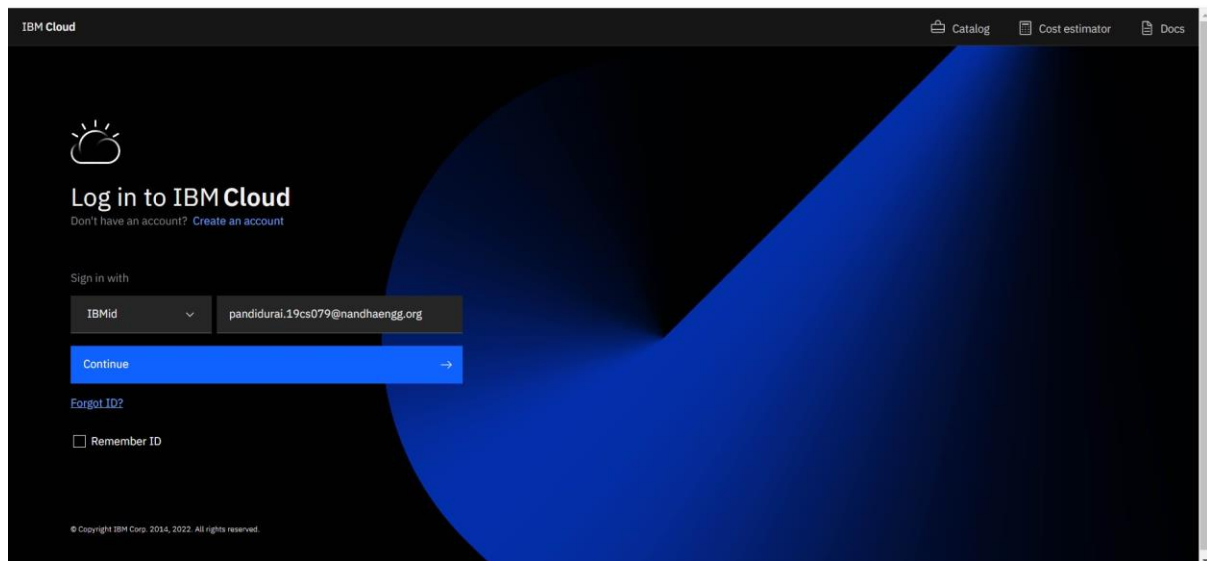 IBM Cloud
Catalog
Cost estimator
Docs
Log in to IBM Cloud
Don't have an account? Create an account
Sign in with
IBMid
pandidurai.19cs079@nandhaengg.org
Continue
Forgot ID?
Remember ID
© Copyright IBM Corp. 2014, 2022. All rights reserved.